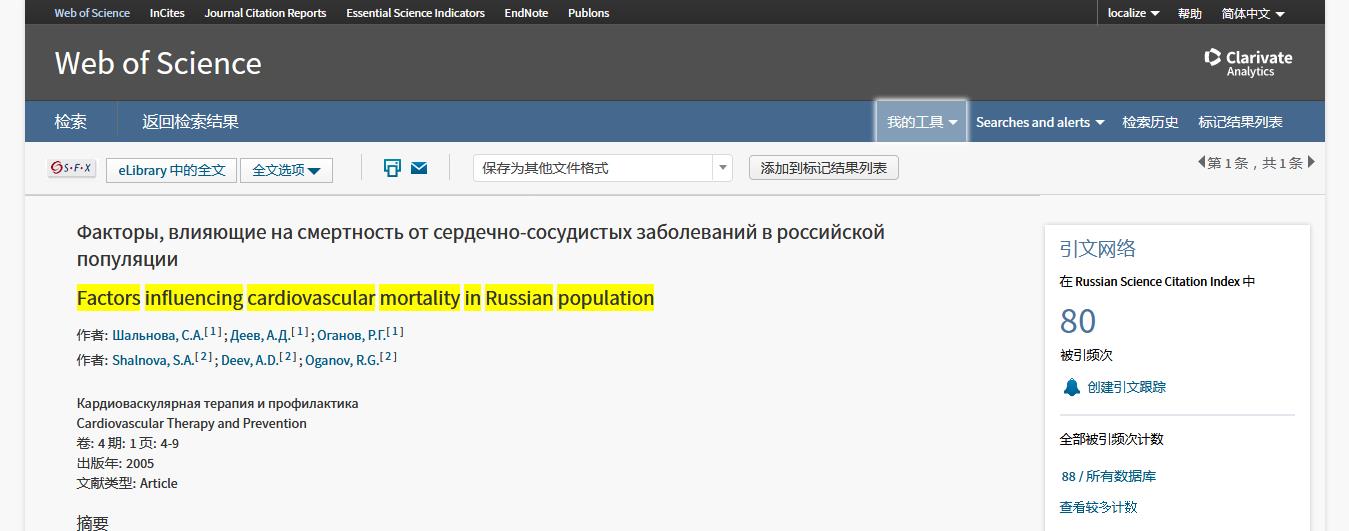 Web of Science InCites Journal Citation Reports Essential Science Indicators EndNote Publons localize 帮助 简体中文
Web of Science
Clarivate
Analytics
检索 返回检索结果 我的工具 Searches and alerts 检索历史 标记结果列表
S·F·X eLibrary 中的全文 全文选项 保存为其他文件格式 添加到标记结果列表 第 1 条，共 1 条
Факторы, влияющие на смертность от сердечно-сосудистых заболеваний в российской
популяции
Factors influencing cardiovascular mortality in Russian population
作者: Шальнова, С.А.[ 1 ] ; Деев, А.Д.[ 1 ] ; Оганов, Р.Г.[ 1 ]
作者: Shalnova, S.A.[ 2 ] ; Deev, A.D.[ 2 ] ; Oganov, R.G.[ 2 ]
Кардиоваскулярная терапия и профилактика
Cardiovascular Therapy and Prevention
卷: 4 期: 1 页: 4-9
出版年: 2005
文献类型: Article
摘要
引文网络
在 Russian Science Citation Index 中
80
被引频次
创建引文跟踪
全部被引频次计数
88 / 所有数据库
查看较多计数